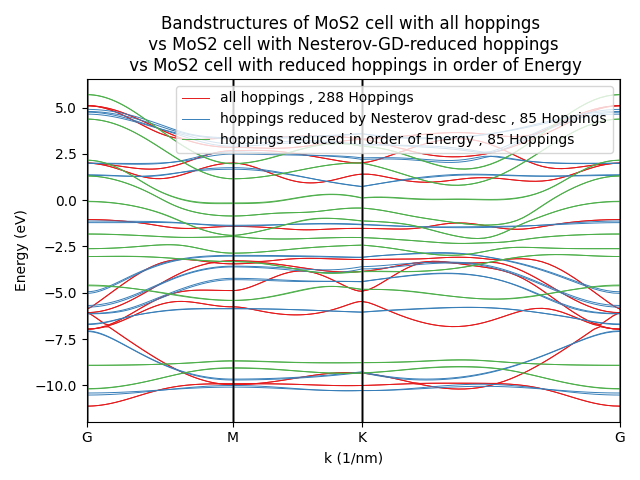 Bandstructures of MoS2 cell with all hoppings
vs MoS2 cell with Nesterov-GD-reduced hoppings
vs MoS2 cell with reduced hoppings in order of Energy
all hoppings , 288 Hoppings
hoppings reduced by Nesterov grad-desc , 85 Hoppings
hoppings reduced in order of Energy , 85 Hoppings
Energy (eV)
5.0
2.5
0.0
−2.5
−5.0
−7.5
−10.0
G M K G
k (1/nm)